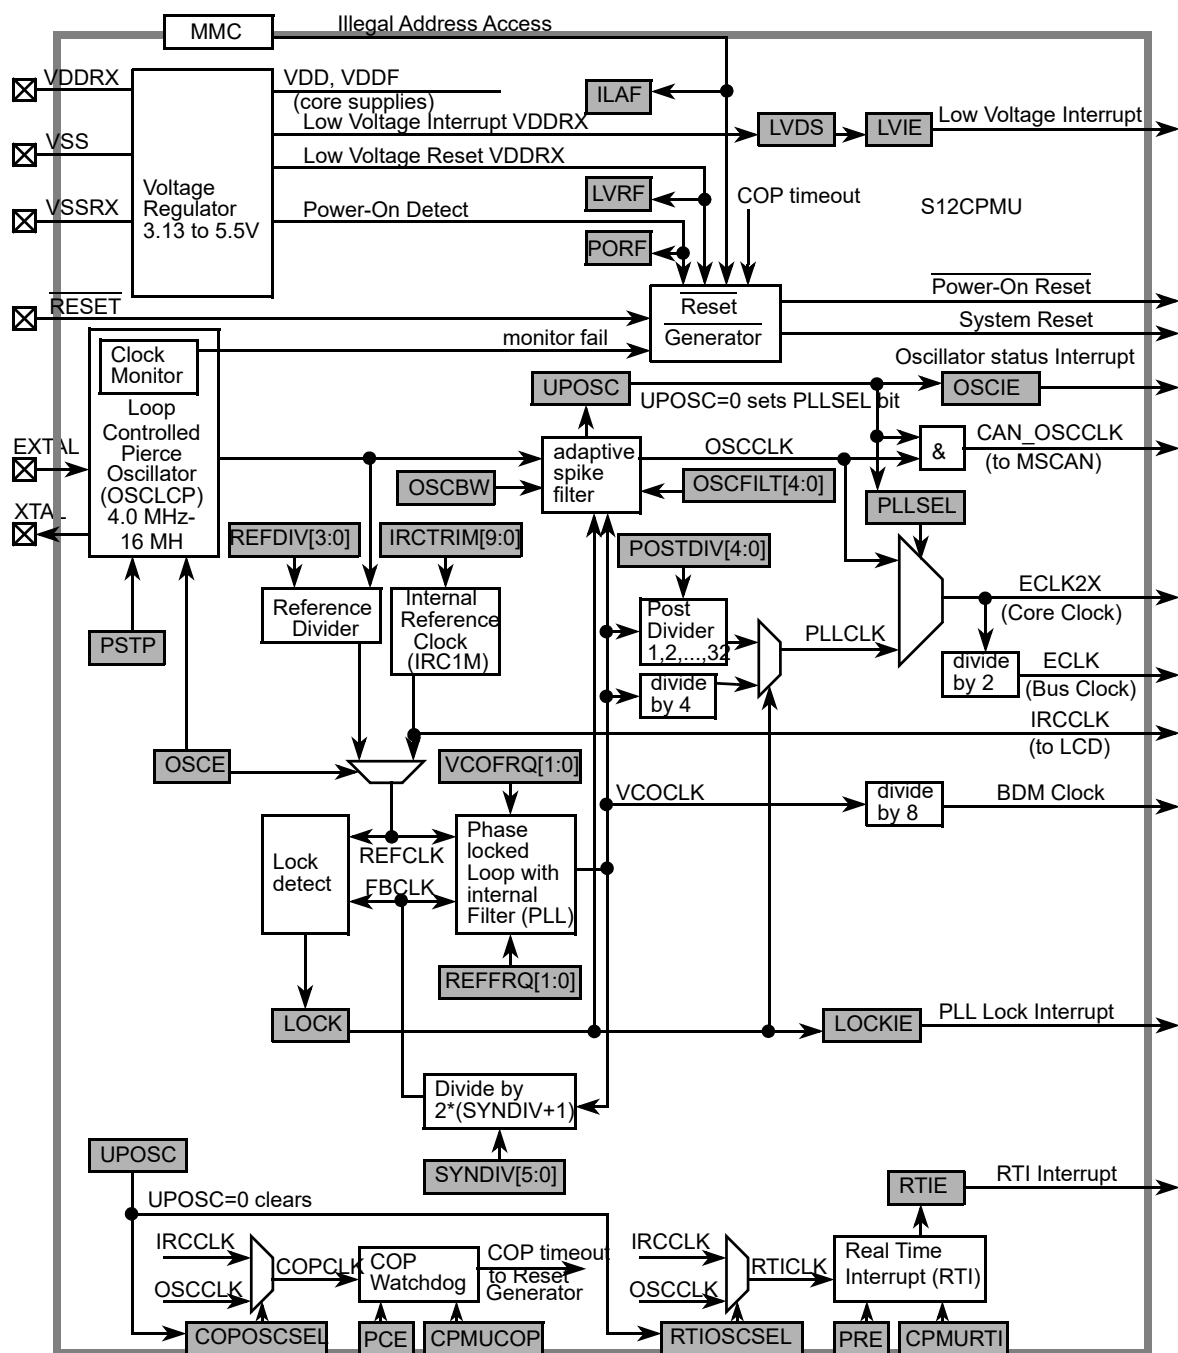 MMC
Illegal Address Access
VDDRX
VDD, VDDF
(core supplies)
ILAF
Low Voltage Interrupt VDDRX
LVDS
LVIE
Low Voltage Interrupt
VSS
Low Voltage Reset VDDRX
Voltage
Regulator
3.13 to 5.5V
LVRF
COP timeout
S12CPMU
VSSRX
Power-On Detect
PORF
RESET
Reset
Generator
Power-On Reset
System Reset
monitor fail
Clock
Monitor
Oscillator status Interrupt
UPOSC
OSCIE
UPOSC=0 sets PLLSEL bit
Loop
Controlled
Pierce
Oscillator
(OSCLCP)
4.0 MHz-
16 MH
EXTAL
XTAL
adaptive
spike
filter
OSCCLK
&
CAN_OSCCLK
(to MSCAN)
OSCBW
OSCFILT[4:0]
PLLSEL
REFDIV[3:0]
IRCTRIM[9:0]
POSTDIV[4:0]
Reference
Divider
Internal
Reference
Clock
(IRC1M)
Post
Divider
1,2,...,32
PLLCLK
ECLK2X
(Core Clock)
PSTP
divide
by 4
divide
by 2
ECLK
(Bus Clock)
IRCCLK
(to LCD)
OSCE
VCOFRQ[1:0]
VCOCLK
divide
by 8
BDM Clock
Lock
detect
REFCLK
FBCLK
Phase
locked
Loop with
internal
Filter (PLL)
REFFRQ[1:0]
LOCK
LOCKIE
PLL Lock Interrupt
Divide by
2*(SYNDIV+1)
SYNDIV[5:0]
UPOSC
UPOSC=0 clears
RTIE
RTI Interrupt
IRCCLK
OSCCLK
COPCLK
COP
Watchdog
COP timeout
to Reset
Generator
IRCCLK
OSCCLK
RTICLK
Real Time
Interrupt (RTI)
COPOSCSEL
PCE
CPMUCOP
RTIOSCSEL
PRE
CPMURTI